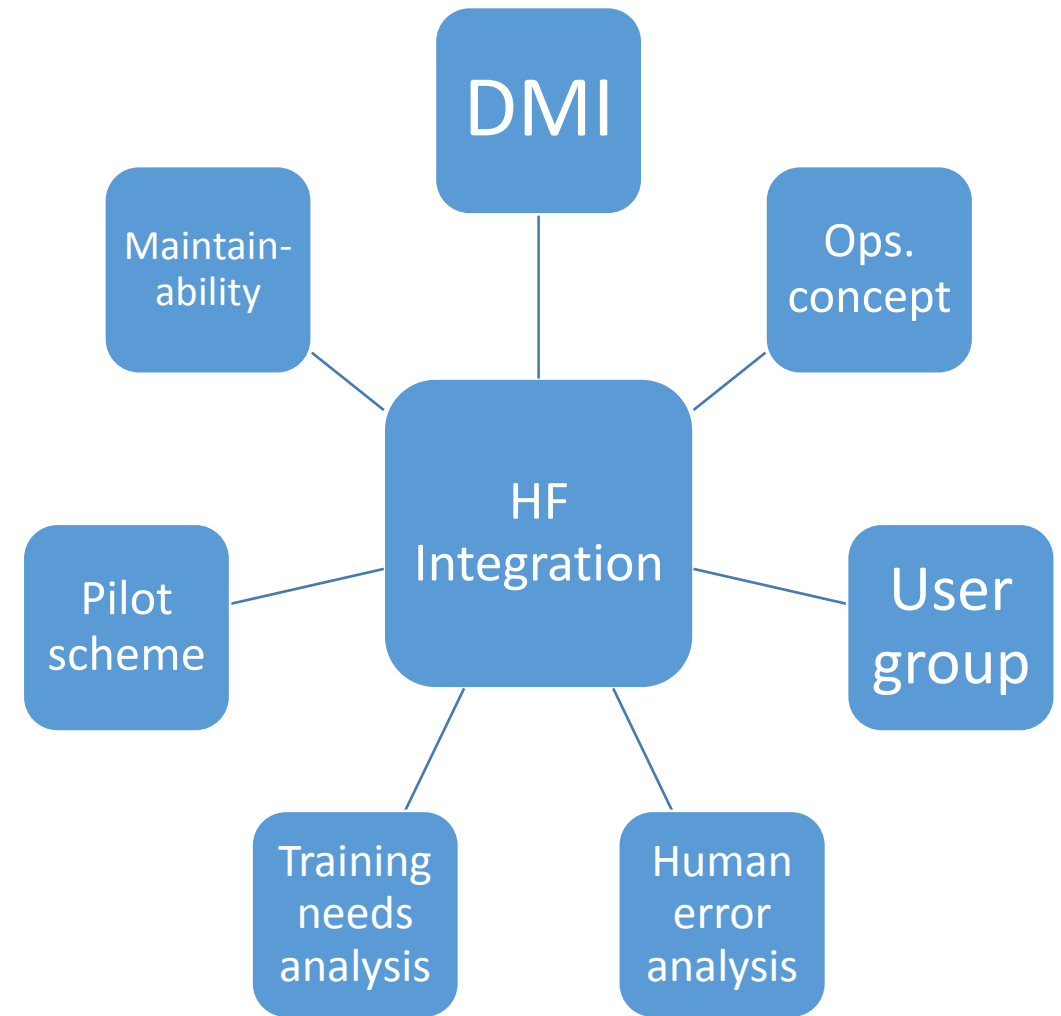 DMI
Maintain-
ability
Ops.
concept
HF
Integration
Pilot
scheme
User
group
Training
needs
analysis
Human
error
analysis